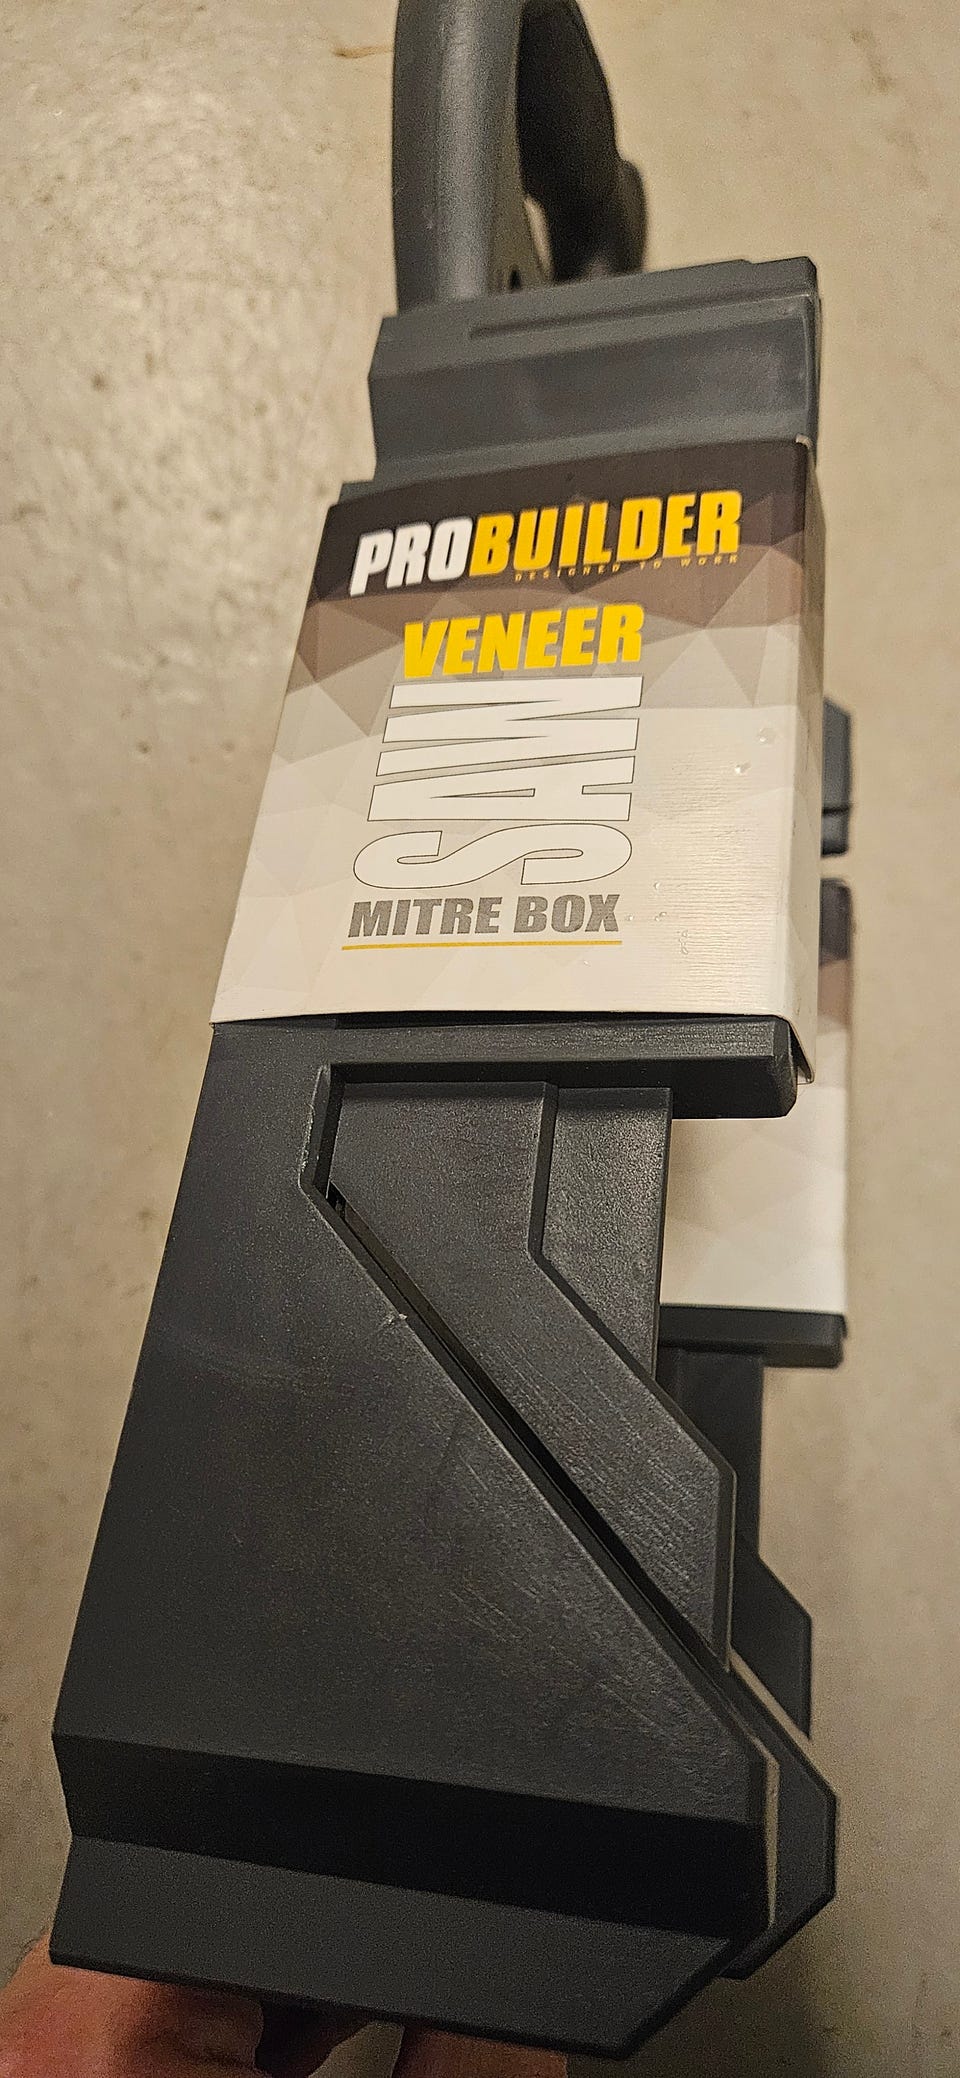 PROBUILDER
DESIGNED TO WORK
VENEER
SAW
MITRE BOX